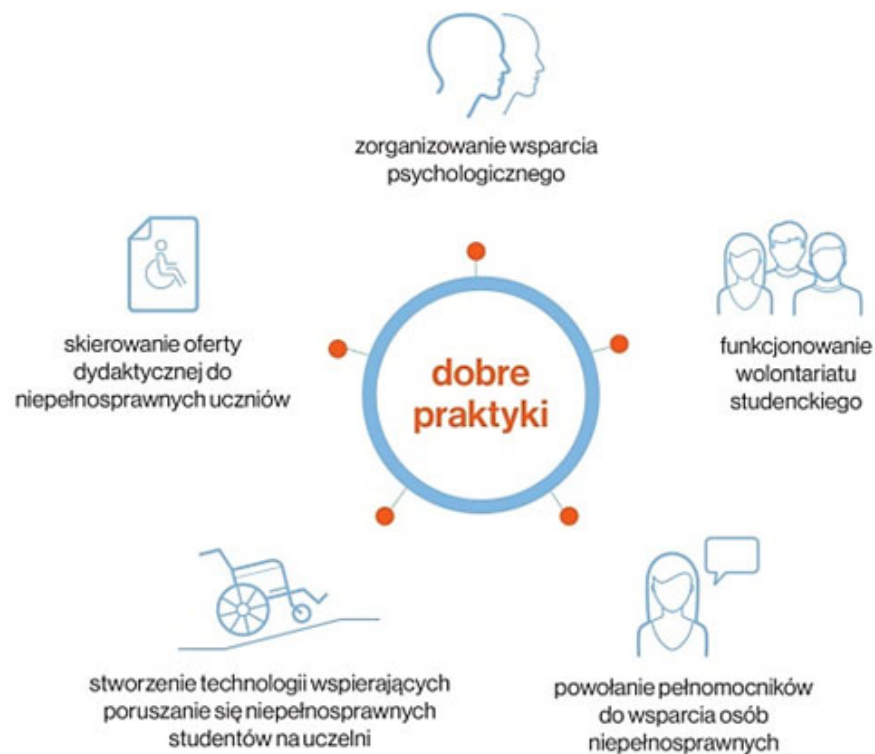 zorganizowanie wsparcia
psychologicznego
skierowanie oferty
dydaktycznej do
niepełnosprawnych uczniów
dobre
praktyki
funkcjonowanie
wolontariatu
studenckiego
stworzenie technologii wspierających
poruszanie się niepełnosprawnych
studentów na uczelni
powołanie pełnomocników
do wsparcia osób
niepełnosprawnych